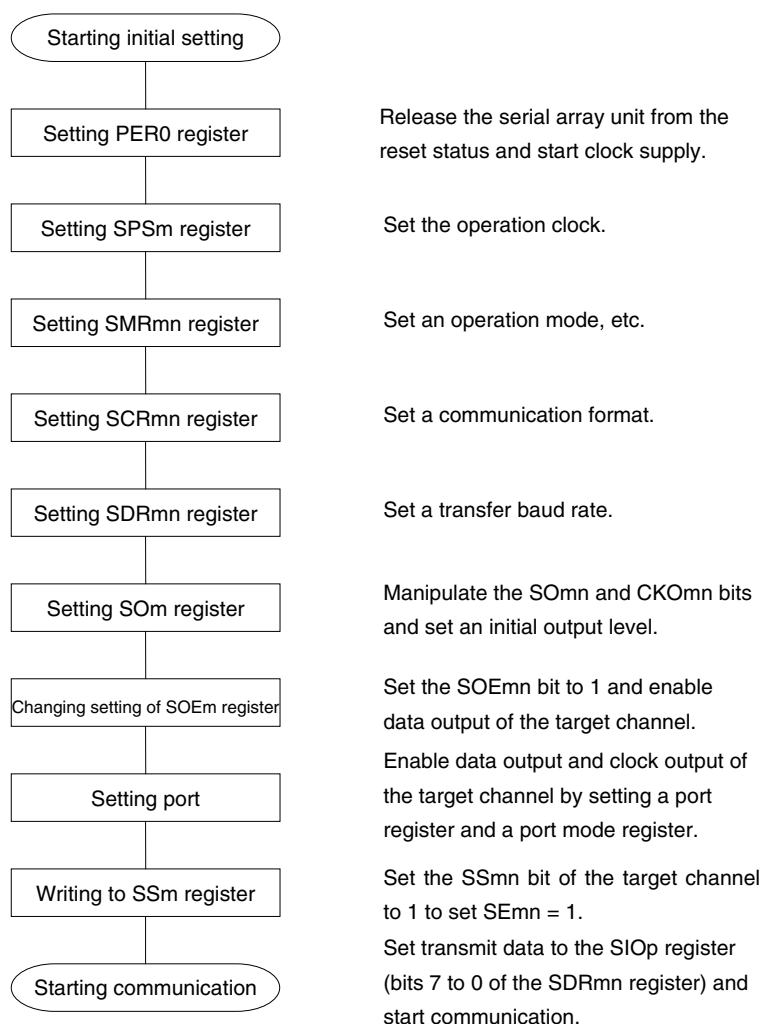 Starting initial setting
Setting PER0 register
Release the serial array unit from the
reset status and start clock supply.
Setting SPSm register
Set the operation clock.
Setting SMRmn register
Set an operation mode, etc.
Setting SCRmn register
Set a communication format.
Setting SDRmn register
Set a transfer baud rate.
Setting SOm register
Manipulate the SOmn and CKOmn bits
and set an initial output level.
Changing setting of SOEm register
Set the SOEmn bit to 1 and enable
data output of the target channel.
Setting port
Enable data output and clock output of
the target channel by setting a port
register and a port mode register.
Writing to SSm register
Set the SSmn bit of the target channel
to 1 to set SEmn = 1.
Starting communication
Set transmit data to the SIOp register
(bits 7 to 0 of the SDRmn register) and
start communication.